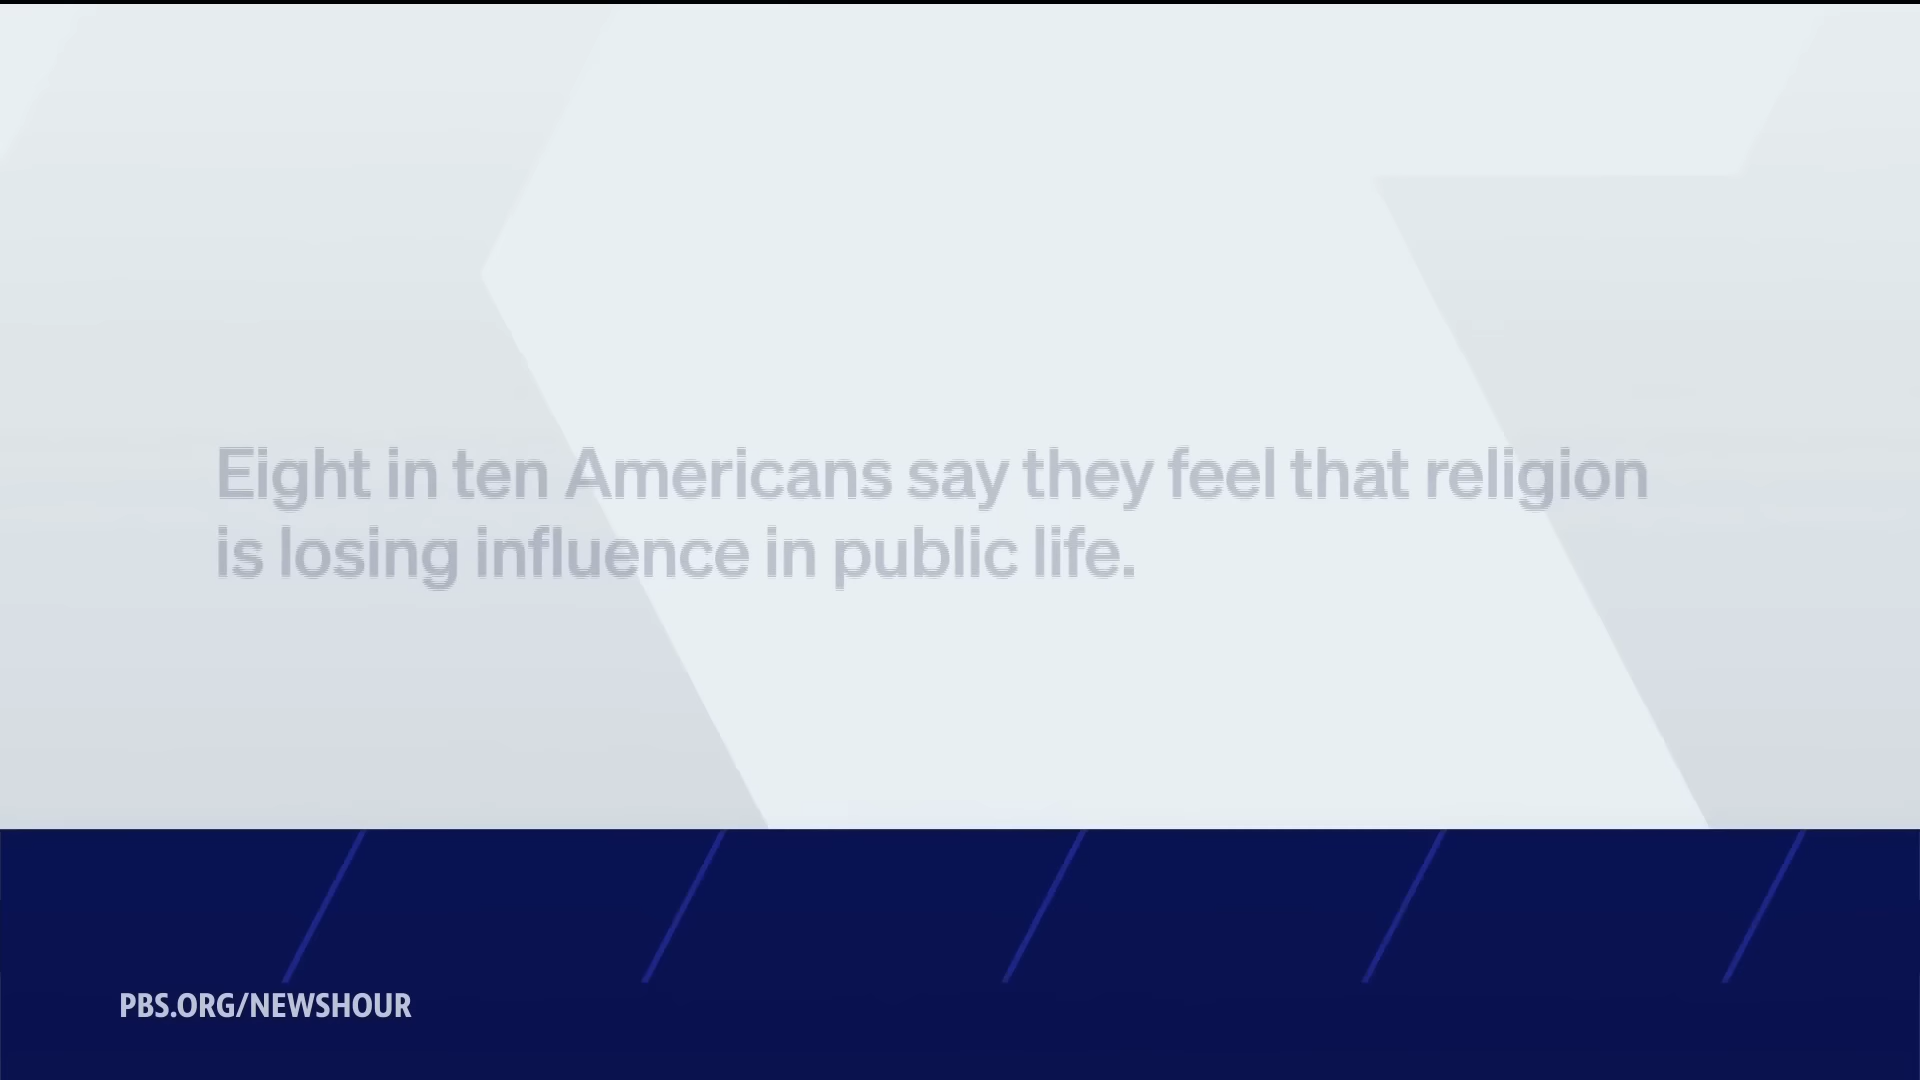 Eight in ten Americans say they feel that religion
is losing influence in public life.
PBS.ORG/NEWSHOUR